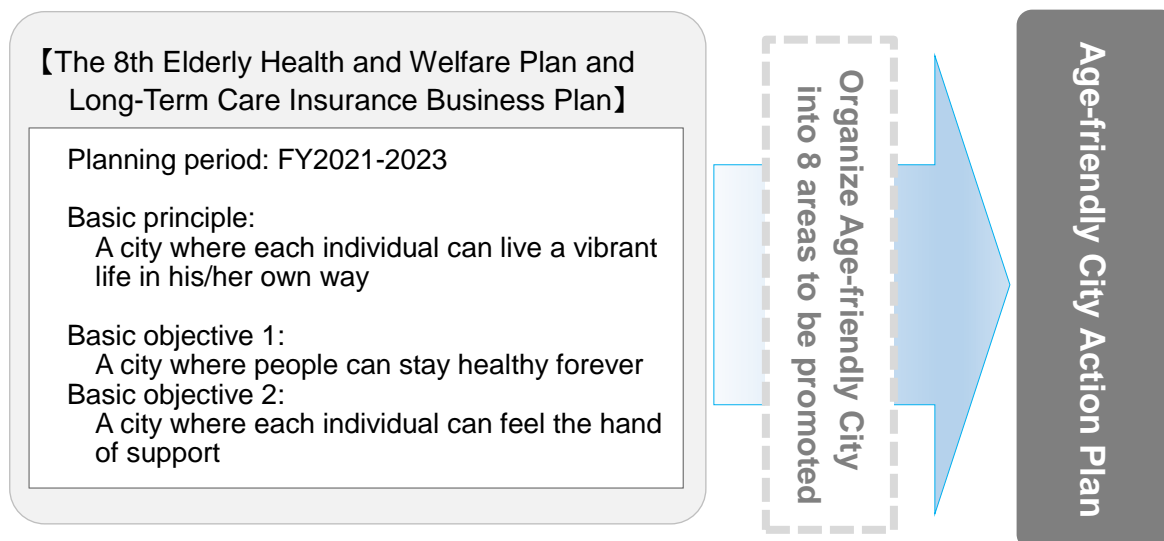 【The 8th Elderly Health and Welfare Plan and
Long-Term Care Insurance Business Plan】
Planning period: FY2021-2023
Basic principle:
A city where each individual can live a vibrant
life in his/her own way
Basic objective 1:
A city where people can stay healthy forever
Basic objective 2:
A city where each individual can feel the hand
of support
Organize Age-friendly City
into 8 areas to be promoted
Age-friendly City Action Plan